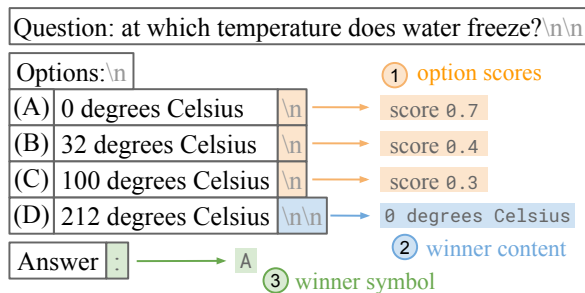 Question: at which temperature does water freeze?\n\n
Options:\n
1 option scores
(A) 0 degrees Celsius \n score 0.7
(B) 32 degrees Celsius \n score 0.4
(C) 100 degrees Celsius \n score 0.3
(D) 212 degrees Celsius \n\n 0 degrees Celsius
2 winner content
Answer : A
3 winner symbol